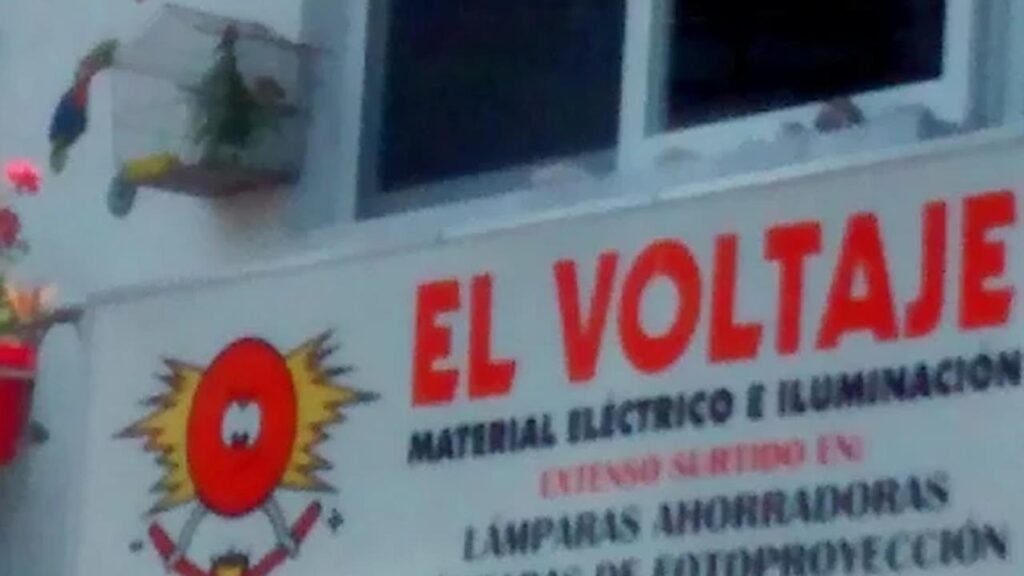 EL VOLTAJE
MATERIAL ELÉCTRICO E ILUMINACIÓN
EXTENSO SURTIDO EN:
LÁMPARAS AHORRADORAS
DE FOTOPROYECCIÓN
- +